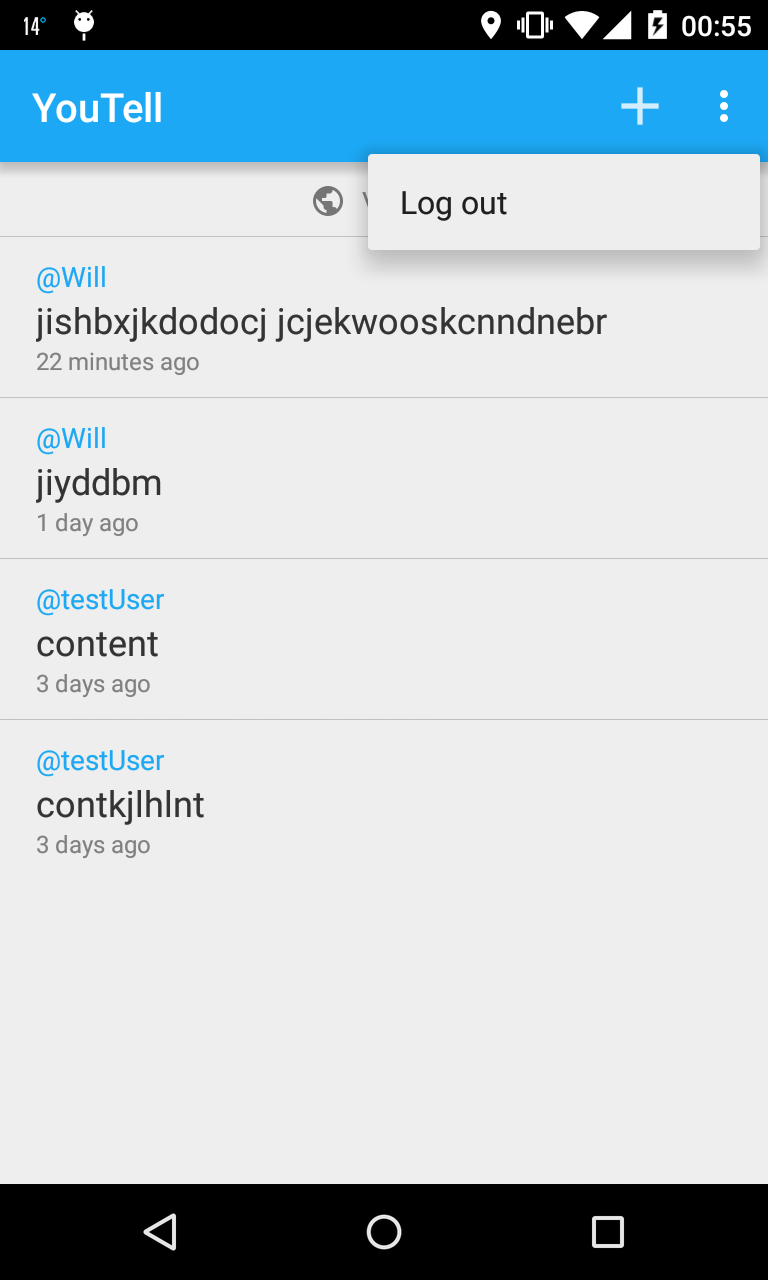 14°
00:55
YouTell
Log out
@Will
jishbxjkdodocj jcjekwooskcnndnebr
22 minutes ago
@Will
jiyddbm
1 day ago
@testUser
content
3 days ago
@testUser
contkjlhlnt
3 days ago